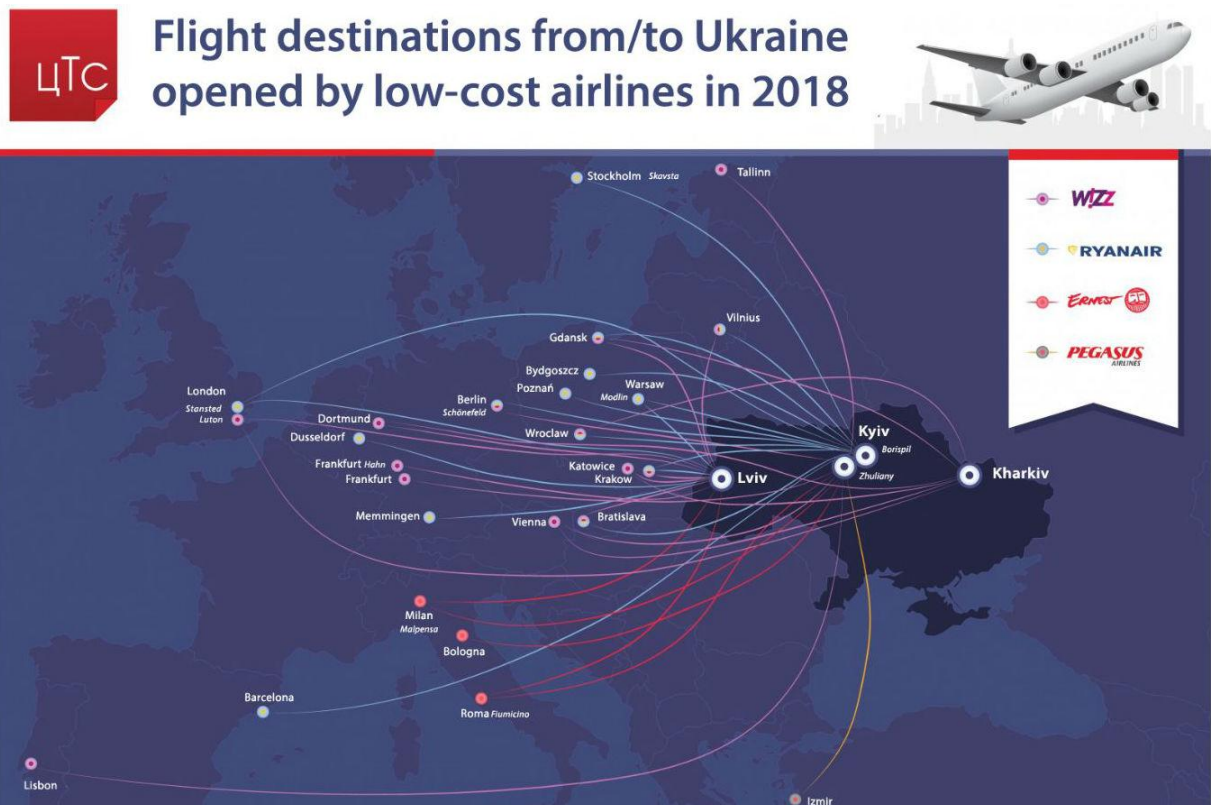 цТс
Flight destinations from/to Ukraine
opened by low-cost airlines in 2018
WIZZ
RYANAIR
ERNEST
PEGASUS
AIRLINES
Stockholm Skavsta
Tallinn
Vilnius
Gdansk
Bydgoszcz
Poznań
Warsaw
Modlin
London
Stansted
Luton
Berlin
Schönefeld
Dortmund
Dusseldorf
Wroclaw
Kyiv
Borispil
Zhuliany
Frankfurt Hahn
Frankfurt
Katowice
Krakow
Lviv
Kharkiv
Memmingen
Vienna
Bratislava
Milan
Malpensa
Bologna
Barcelona
Roma Fiumicino
Lisbon
Izmir